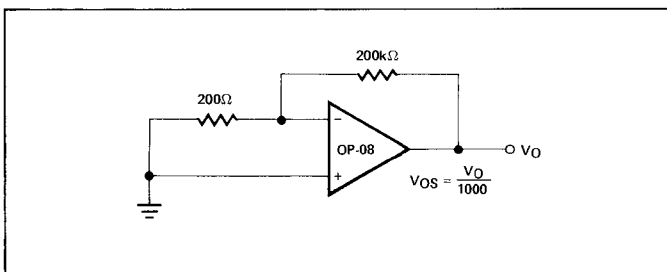 200kΩ
200Ω
−
OP-08
+
VO
VOS = VO/1000